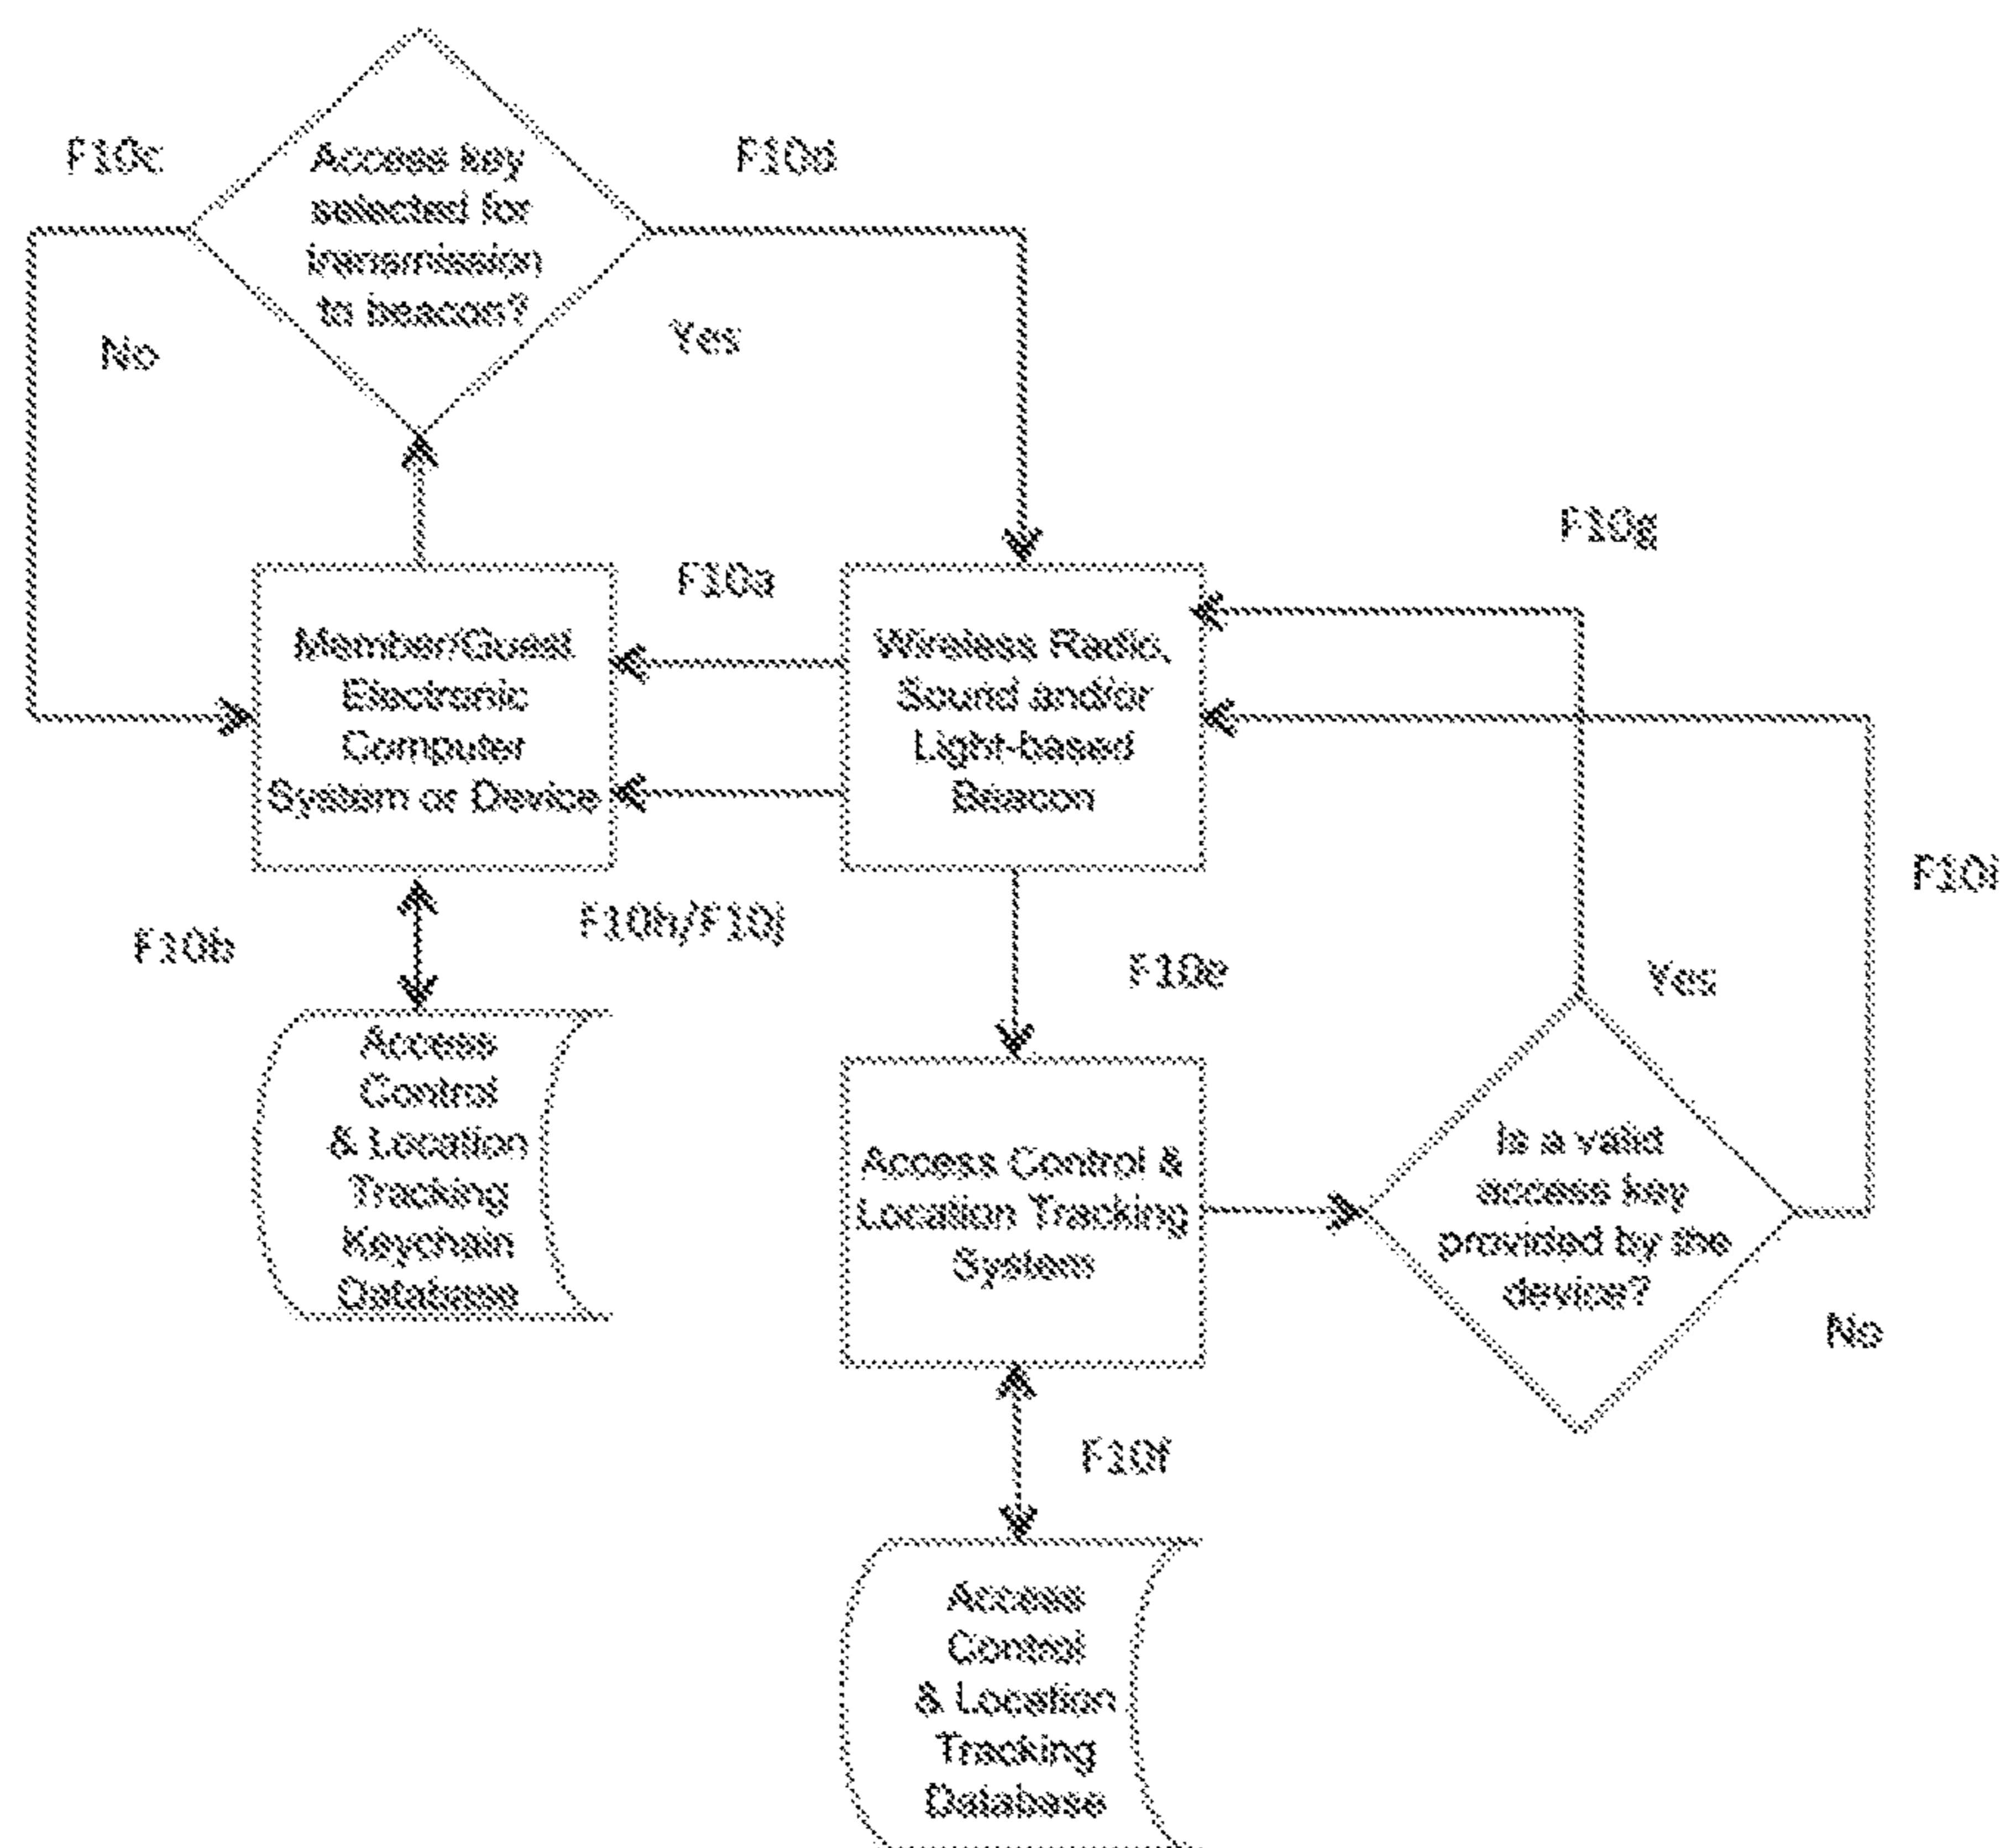 F10c
Access key
selected for
transmission
to beacon?
F10d
No
Yes
F10g
F10a
Member/Guest
Electronic
Computer
System or Device
Wireless Radio,
Sound and/or
Light-based
Beacon
F10i
F10b
F10h/F10j
F10e
Yes
Access
Control
& Location
Tracking
Keychain
Database
Access Control &
Location Tracking
System
Is a valid
access key
provided by the
device?
No
F10f
Access
Control
& Location
Tracking
Database